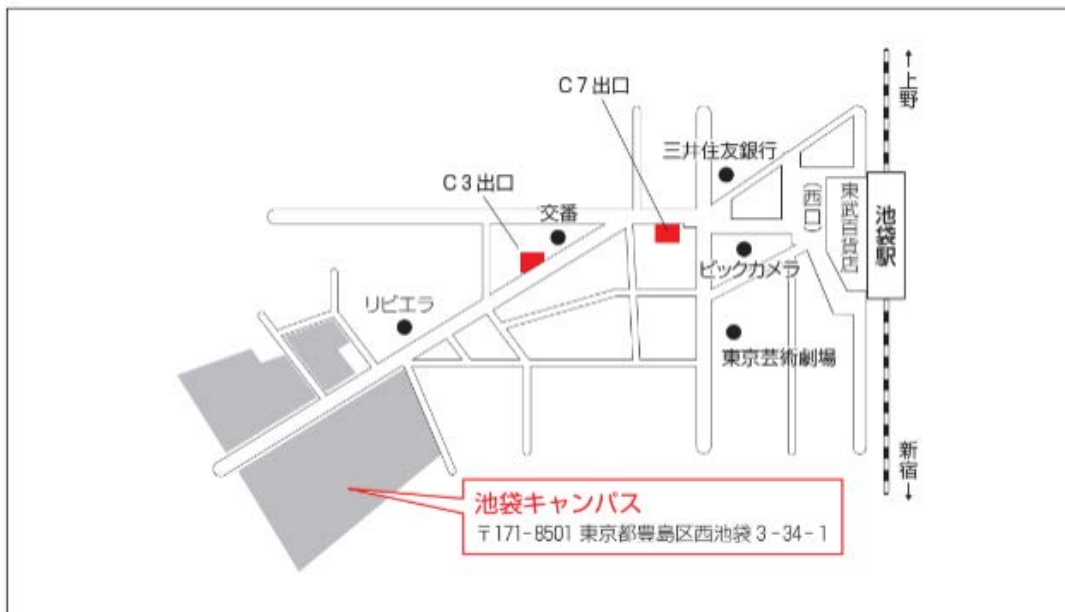 ↑上野
C7出口
三井住友銀行
C3出口
交番
(西口)
東武百貨店
池袋駅
ビックカメラ
リビエラ
東京芸術劇場
新宿↓
池袋キャンパス
〒171-8501 東京都豊島区西池袋3-34-1